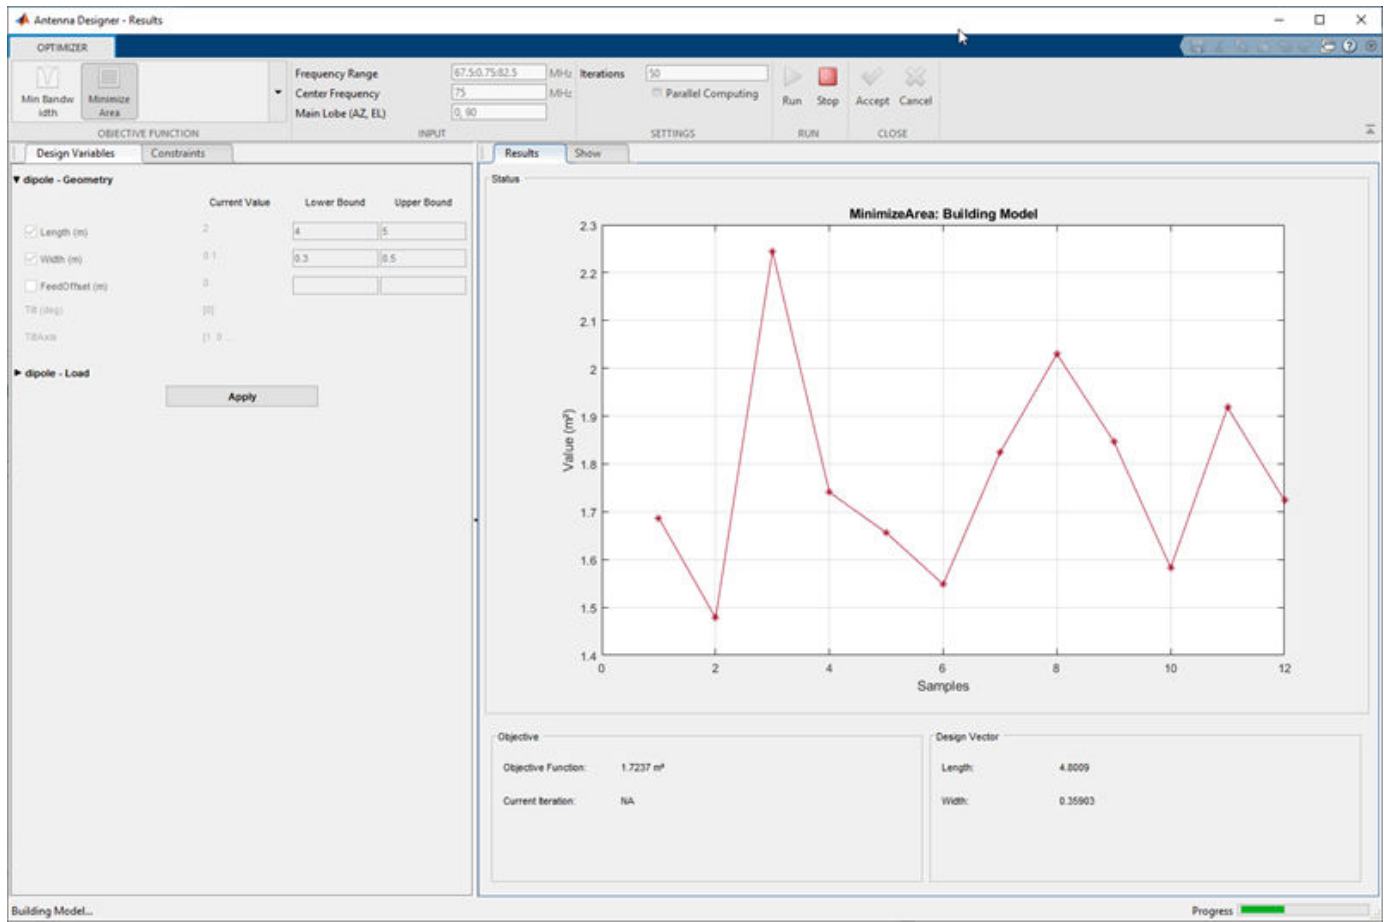 Antenna Designer - Results
OPTIMIZER
Min Bandw
idth
Minimize
Area
OBJECTIVE FUNCTION
Frequency Range 67.5:0.75:82.5 MHz
Center Frequency 75 MHz
Main Lobe (AZ, EL) 0, 90
INPUT
Iterations 50
Parallel Computing
SETTINGS
Run Stop
RUN
Accept Cancel
CLOSE
Design Variables Constraints
dipole - Geometry
Current Value Lower Bound Upper Bound
Length (m) 2 4 5
Width (m) 0.1 0.3 0.5
FeedOffset (m) 0
Tilt (deg) [0]
TiltAxis [1 0 ...
dipole - Load
Apply
Results Show
Status
MinimizeArea: Building Model
2.3
2.2
2.1
2
1.9
1.8
1.7
1.6
1.5
1.4
Value (m²)
0 2 4 6 8 10 12
Samples
Objective
Objective Function: 1.7237 m²
Current Iteration: NA
Design Vector
Length: 4.8009
Width: 0.35903
Building Model...
Progress